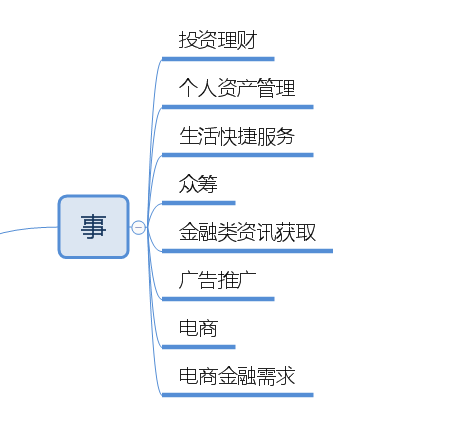 投资理财
个人资产管理
生活快捷服务
众筹
事
金融类资讯获取
广告推广
电商
电商金融需求